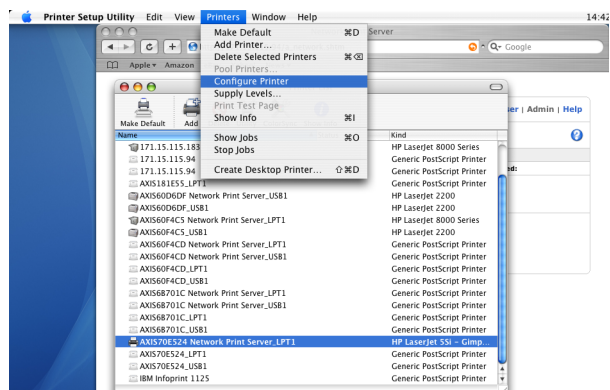 Printer Setup Utility Edit View Printers Window Help 14:42
Make Default ⌘D
Add Printer...
Delete Selected Printers ⌘⌫
Pool Printers...
Configure Printer
Supply Levels...
Print Test Page
Show Info ⌘I
Show Jobs ⌘O
Stop Jobs
Create Desktop Printer... ⇧⌘D
Server
Google
Apple Amazon
Make Default Add
Admin | Help
Name Kind
171.15.115.183 HP LaserJet 8000 Series
171.15.115.94 Generic PostScript Printer
171.15.115.94 Generic PostScript Printer
AXIS181E55_LPT1 Generic PostScript Printer
AXIS60D6DF Network Print Server_USB1 HP LaserJet 2200
AXIS60D6DF_USB1 HP LaserJet 2200
AXIS60F4C5 Network Print Server_LPT1 HP LaserJet 8000 Series
AXIS60F4C5_USB1 HP LaserJet 2200
AXIS60F4CD Network Print Server_LPT1 Generic PostScript Printer
AXIS60F4CD Network Print Server_USB1 Generic PostScript Printer
AXIS60F4CD_LPT1 Generic PostScript Printer
AXIS60F4CD_USB1 Generic PostScript Printer
AXIS6B701C Network Print Server_LPT1 Generic PostScript Printer
AXIS6B701C Network Print Server_USB1 Generic PostScript Printer
AXIS6B701C_LPT1 Generic PostScript Printer
AXIS6B701C_USB1 Generic PostScript Printer
AXIS70E524 Network Print Server_LPT1 HP LaserJet 5Si – Gimp...
AXIS70E524_LPT1 Generic PostScript Printer
AXIS70E524_USB1 Generic PostScript Printer
IBM Infoprint 1125 Generic PostScript Printer